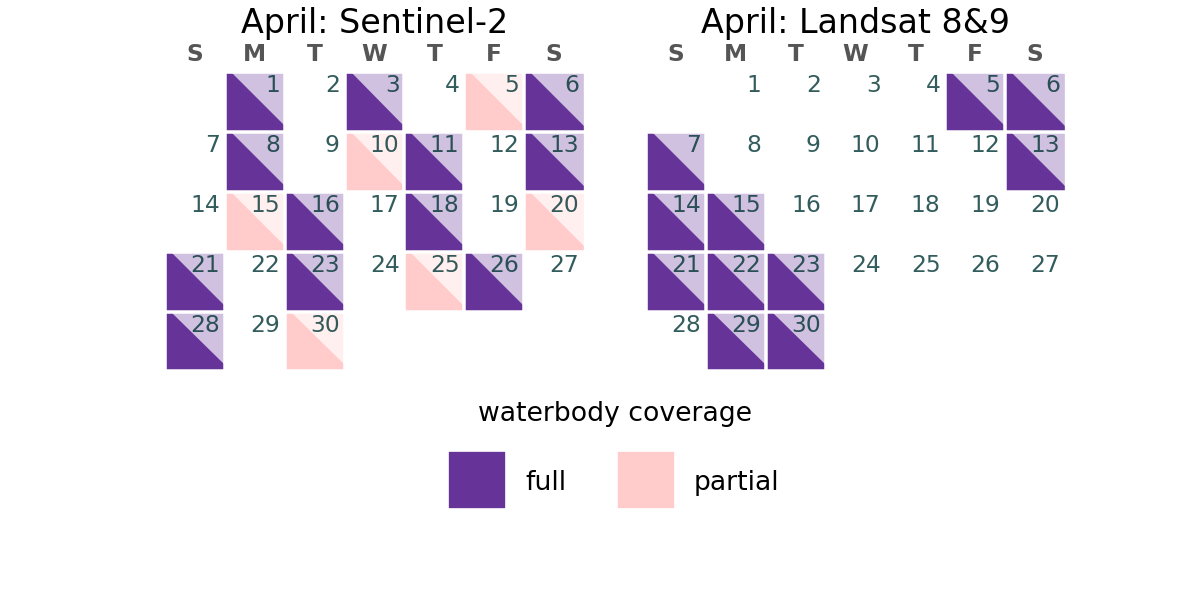 April: Sentinel-2
S M T W T F S
1 2 3 4 5 6
7 8 9 10 11 12 13
14 15 16 17 18 19 20
21 22 23 24 25 26 27
28 29 30
April: Landsat 8&9
S M T W T F S
1 2 3 4 5 6
7 8 9 10 11 12 13
14 15 16 17 18 19 20
21 22 23 24 25 26 27
28 29 30
waterbody coverage
full partial